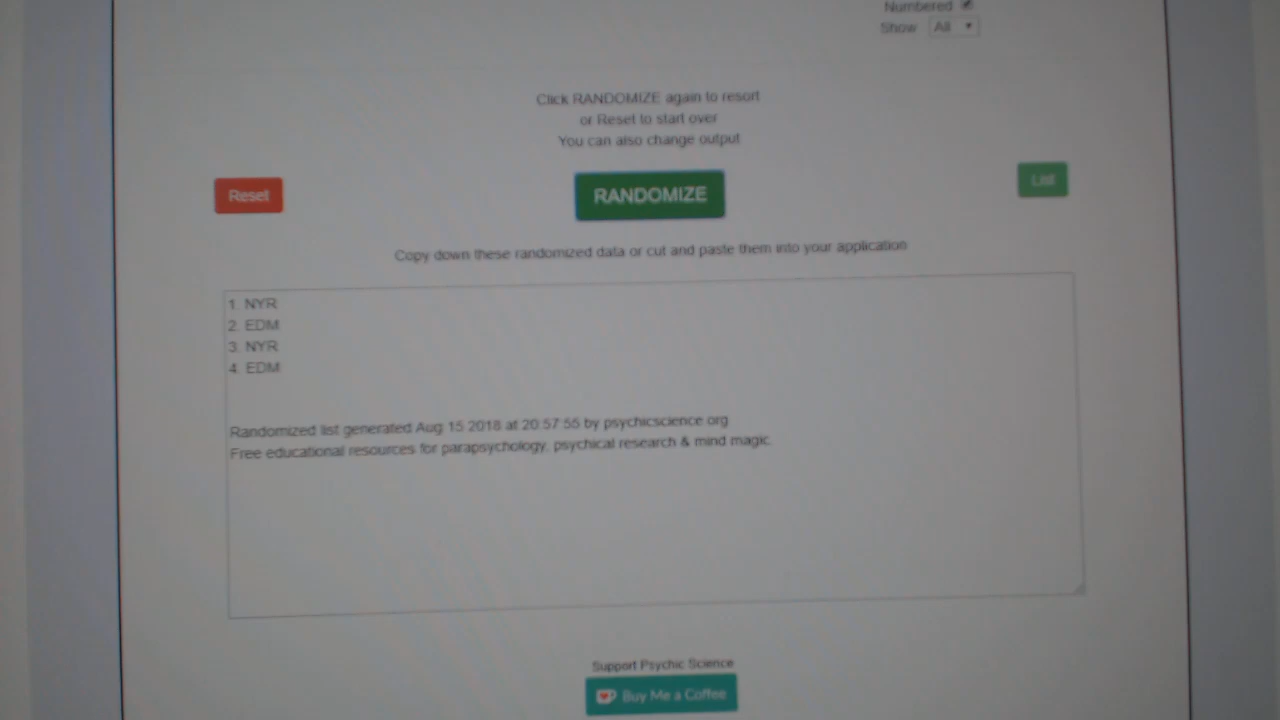 Numbered
Show All
Click RANDOMIZE again to resort
or Reset to start over
You can also change output
Reset
RANDOMIZE
List
Copy down these randomized data or cut and paste them into your application
1. NYR
2. EDM
3. NYR
4. EDM
Randomized list generated Aug 15 2018 at 20:57:55 by psychicscience.org
Free educational resources for parapsychology, psychical research & mind magic.
Support Psychic Science
Buy Me a Coffee